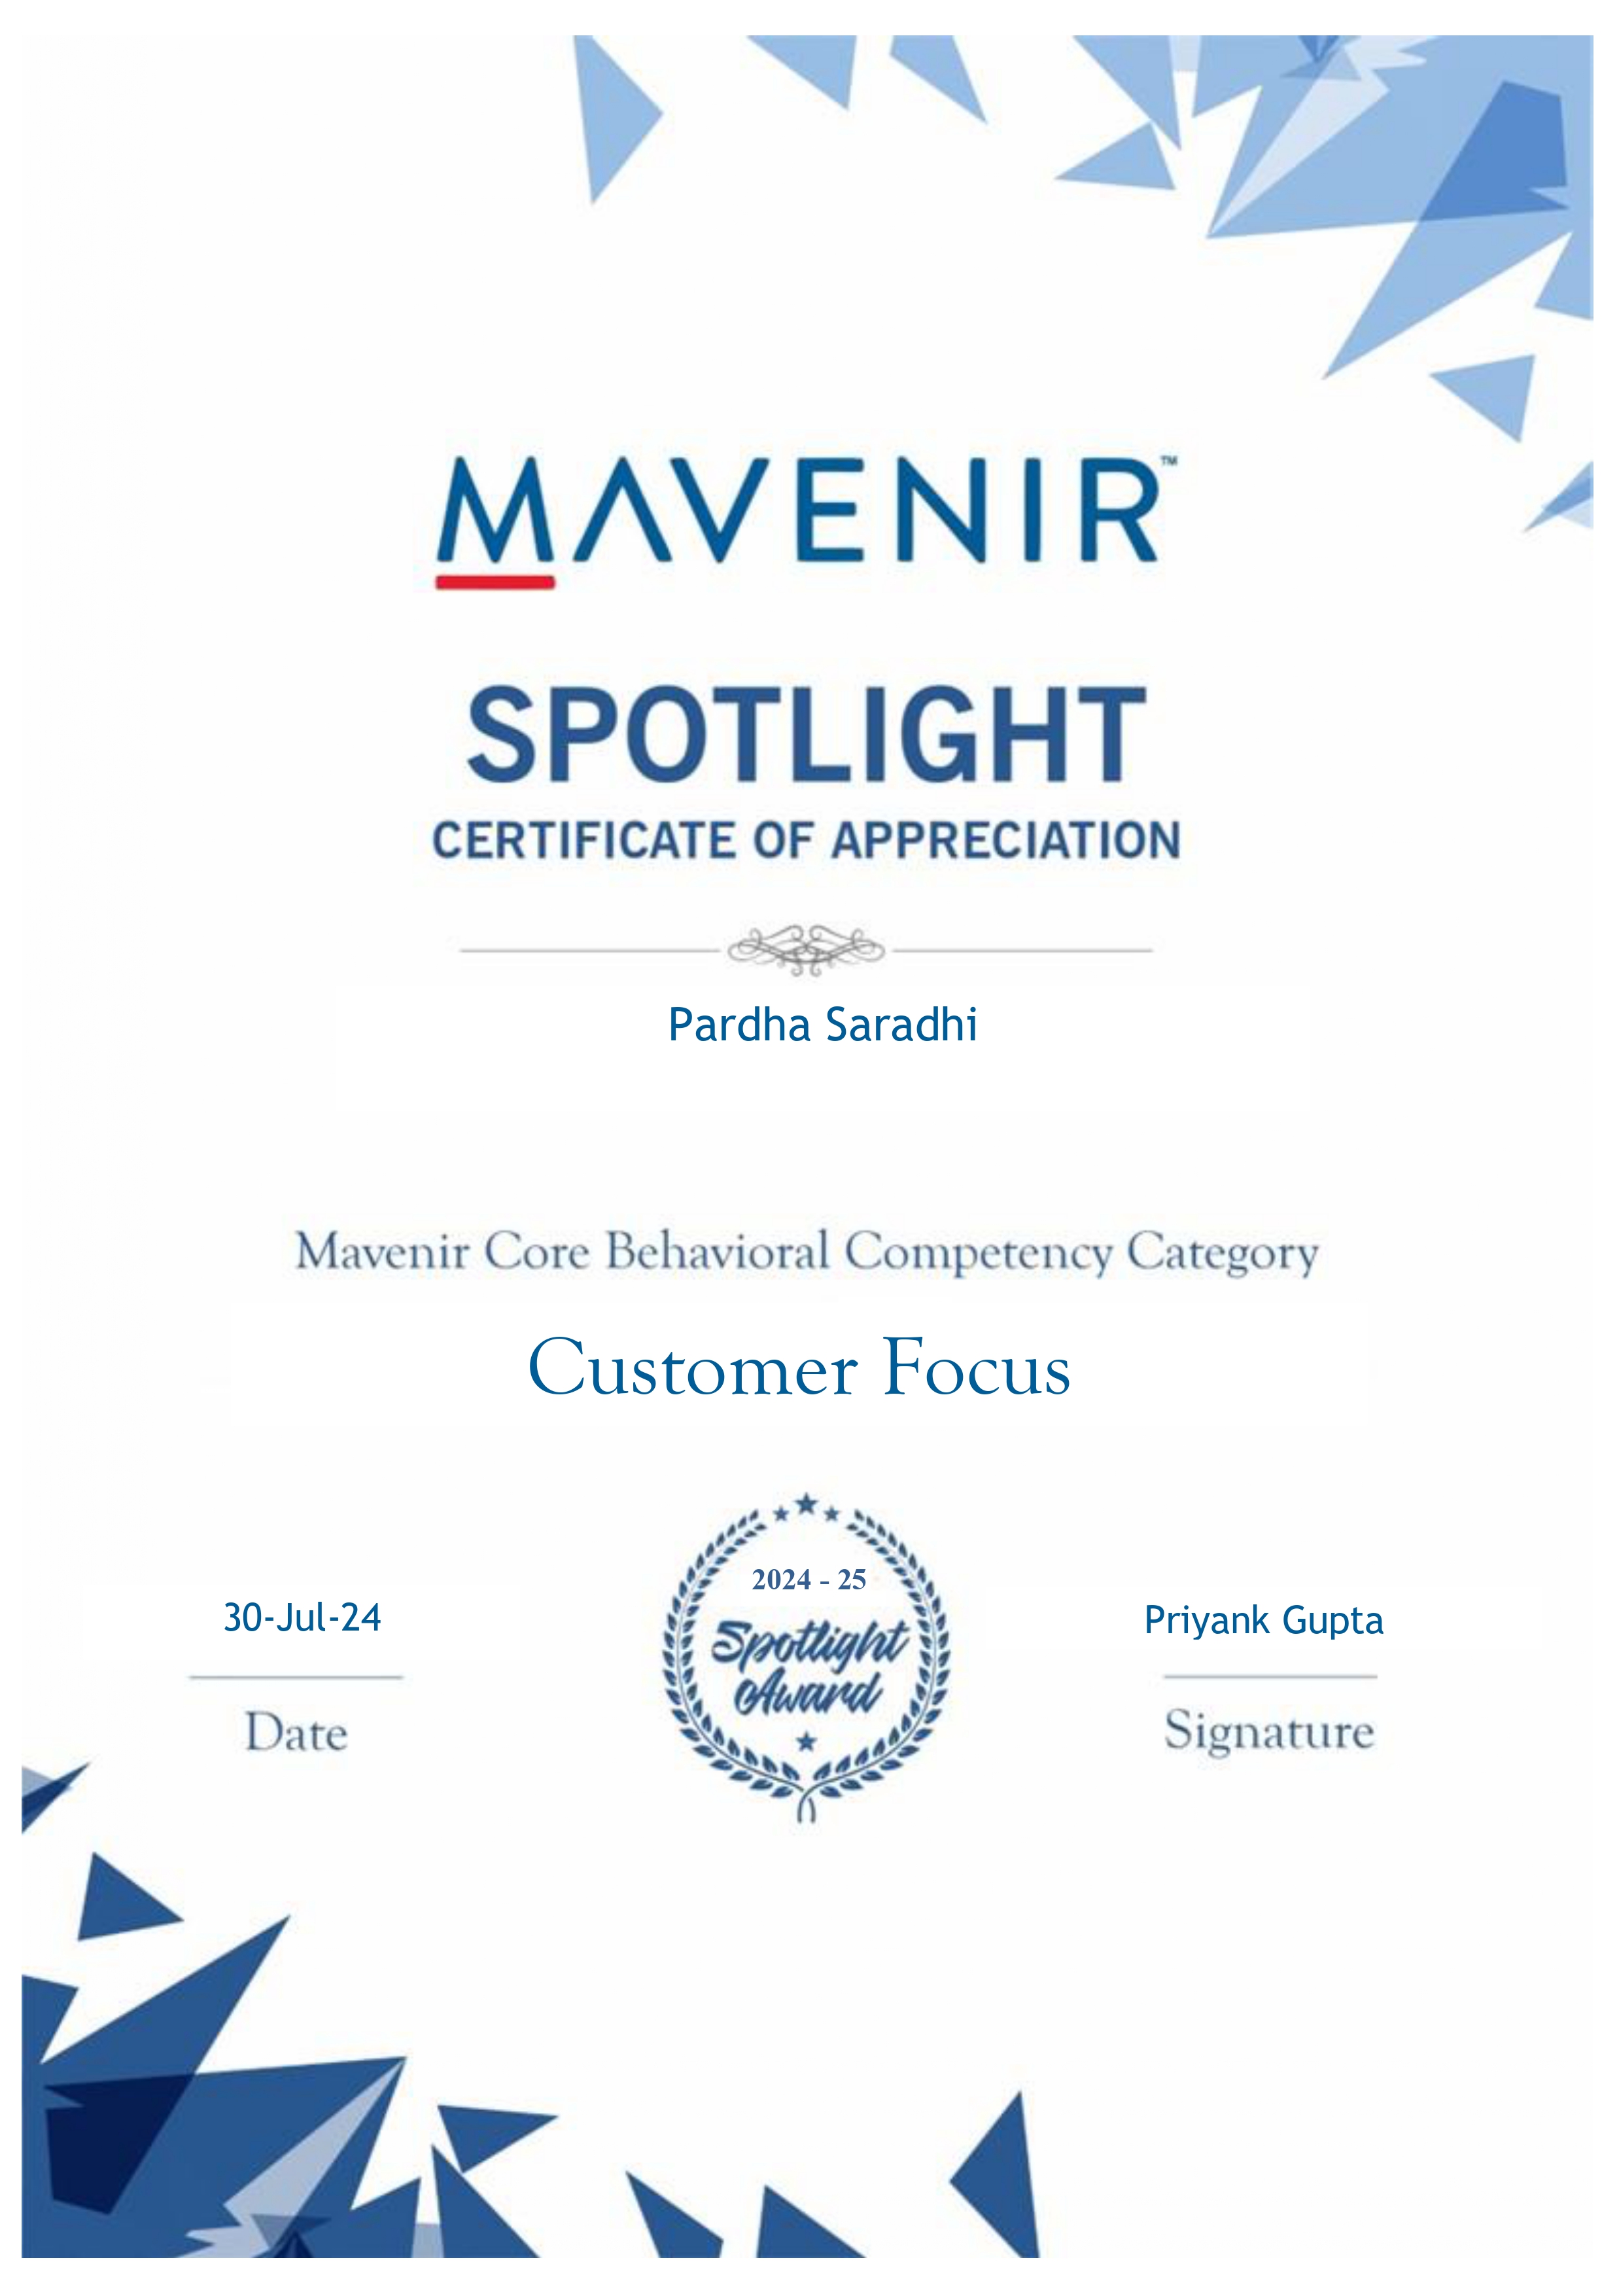 MAVENIR™
SPOTLIGHT
CERTIFICATE OF APPRECIATION
Pardha Saradhi
Mavenir Core Behavioral Competency Category
Customer Focus
2024 - 25
Spotlight
Award
30-Jul-24
Date
Priyank Gupta
Signature